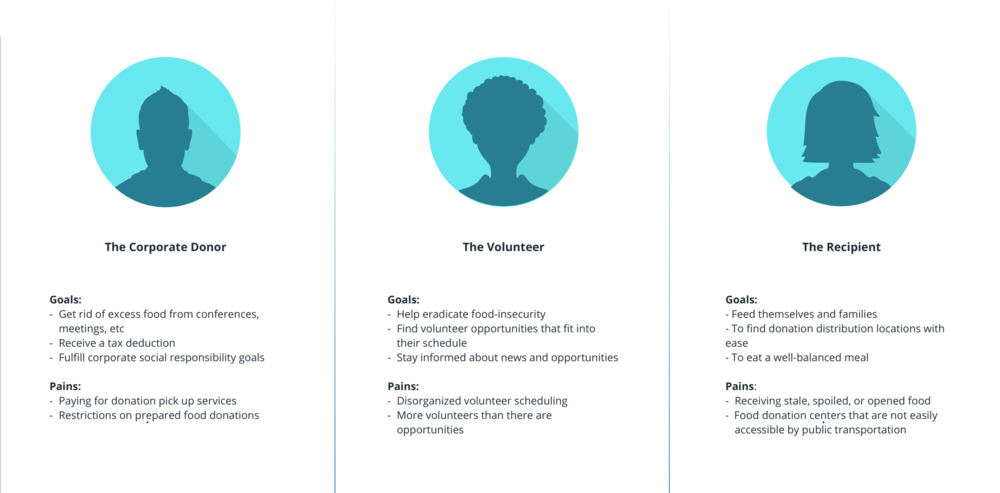 The Corporate Donor
Goals:
- Get rid of excess food from conferences,
meetings, etc
- Receive a tax deduction
- Fulfill corporate social responsibility goals
Pains:
- Paying for donation pick up services
- Restrictions on prepared food donations
The Volunteer
Goals:
- Help eradicate food-insecurity
- Find volunteer opportunities that fit into
their schedule
- Stay informed about news and opportunities
Pains:
- Disorganized volunteer scheduling
- More volunteers than there are
opportunities
The Recipient
Goals:
- Feed themselves and families
- To find donation distribution locations with
ease
- To eat a well-balanced meal
Pains:
- Receiving stale, spoiled, or opened food
- Food donation centers that are not easily
accessible by public transportation